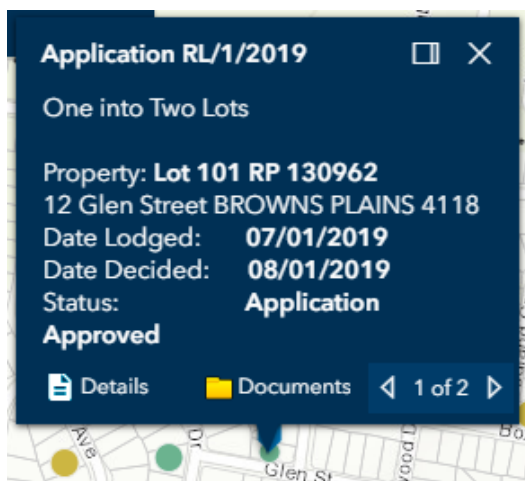 Application RL/1/2019
One into Two Lots
Property: Lot 101 RP 130962
12 Glen Street BROWNS PLAINS 4118
Date Lodged: 07/01/2019
Date Decided: 08/01/2019
Status: Application
Approved
Details Documents 1 of 2
Ave
Dr
Glen St